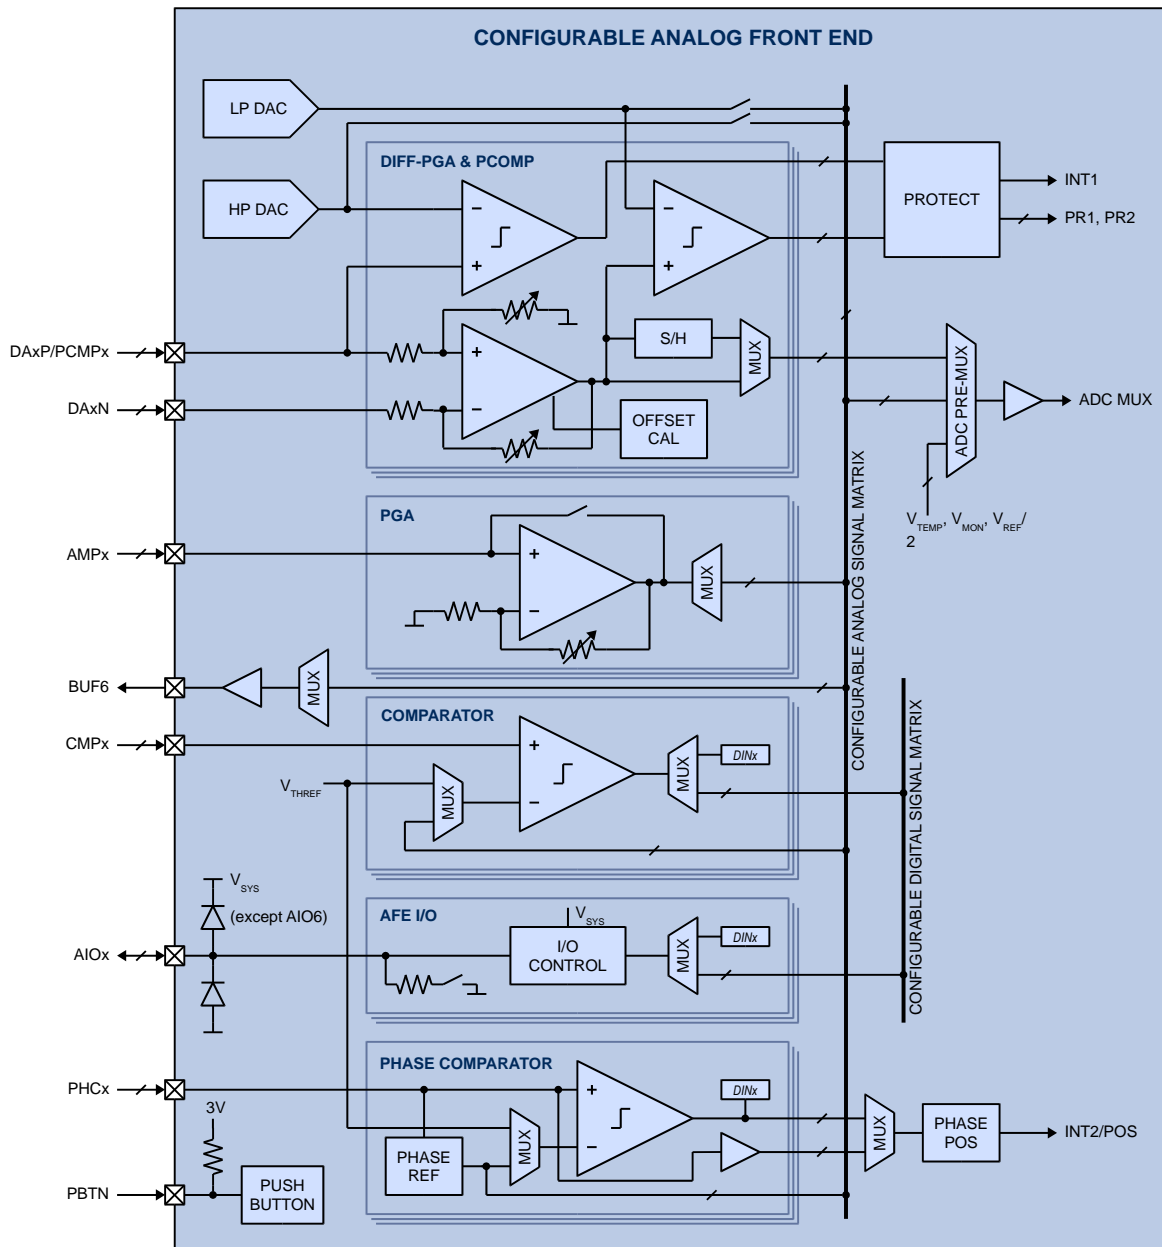 CONFIGURABLE ANALOG FRONT END
LP DAC
DIFF-PGA & PCOMP
HP DAC
PROTECT
INT1
PR1, PR2
DAxP/PCMPx
S/H
MUX
DAxN
OFFSET
CAL
ADC PRE-MUX
ADC MUX
VTEMP, VMON, VREF/
2
CONFIGURABLE ANALOG SIGNAL MATRIX
PGA
AMPx
MUX
BUF6
MUX
COMPARATOR
CMPx
MUX
DINx
VTHREF
MUX
CONFIGURABLE DIGITAL SIGNAL MATRIX
VSYS
(except AIO6)
AFE I/O
VSYS
AIOx
I/O
CONTROL
MUX
DINx
PHASE COMPARATOR
PHCx
DINx
3V
MUX
PHASE
REF
MUX
PHASE
POS
INT2/POS
PBTN
PUSH
BUTTON